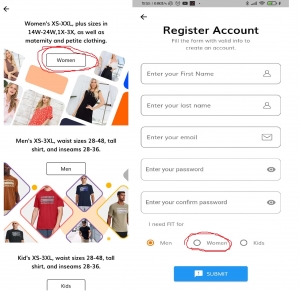 Women's XS-XXL, plus sizes in
14W-24W,1X-3X, as well as
maternity and petite clothing.
Women
Men's XS-3XL, waist sizes 28-48, tall
shirt, and inseams 28-36.
Men
Kid's XS-3XL, waist sizes 28-48, tall
shirt, and inseams 28-36.
Kids
Register Account
Fill the form with valid info to
create an account.
Enter your First Name
Enter your last name
Enter your email
Enter your password
Enter your confirm password
I need FIT for
Men
Women
Kids
SUBMIT